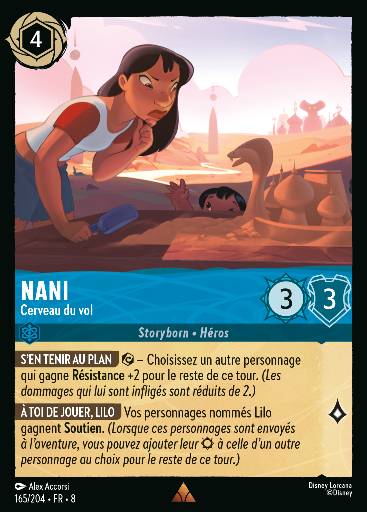 4
NANI
Cerveau du vol
3
3
Storyborn • Héros
S'EN TENIR AU PLAN – Choisissez un autre personnage
qui gagne Résistance +2 pour le reste de ce tour. (Les
dommages qui lui sont infligés sont réduits de 2.)
À TOI DE JOUER, LILO Vos personnages nommés Lilo
gagnent Soutien. (Lorsque ces personnages sont envoyés
à l'aventure, vous pouvez ajouter leur à celle d'un autre
personnage au choix pour le reste de ce tour.)
Alex Accorsi
Disney Lorcana
165/204 • FR • 8
©Disney